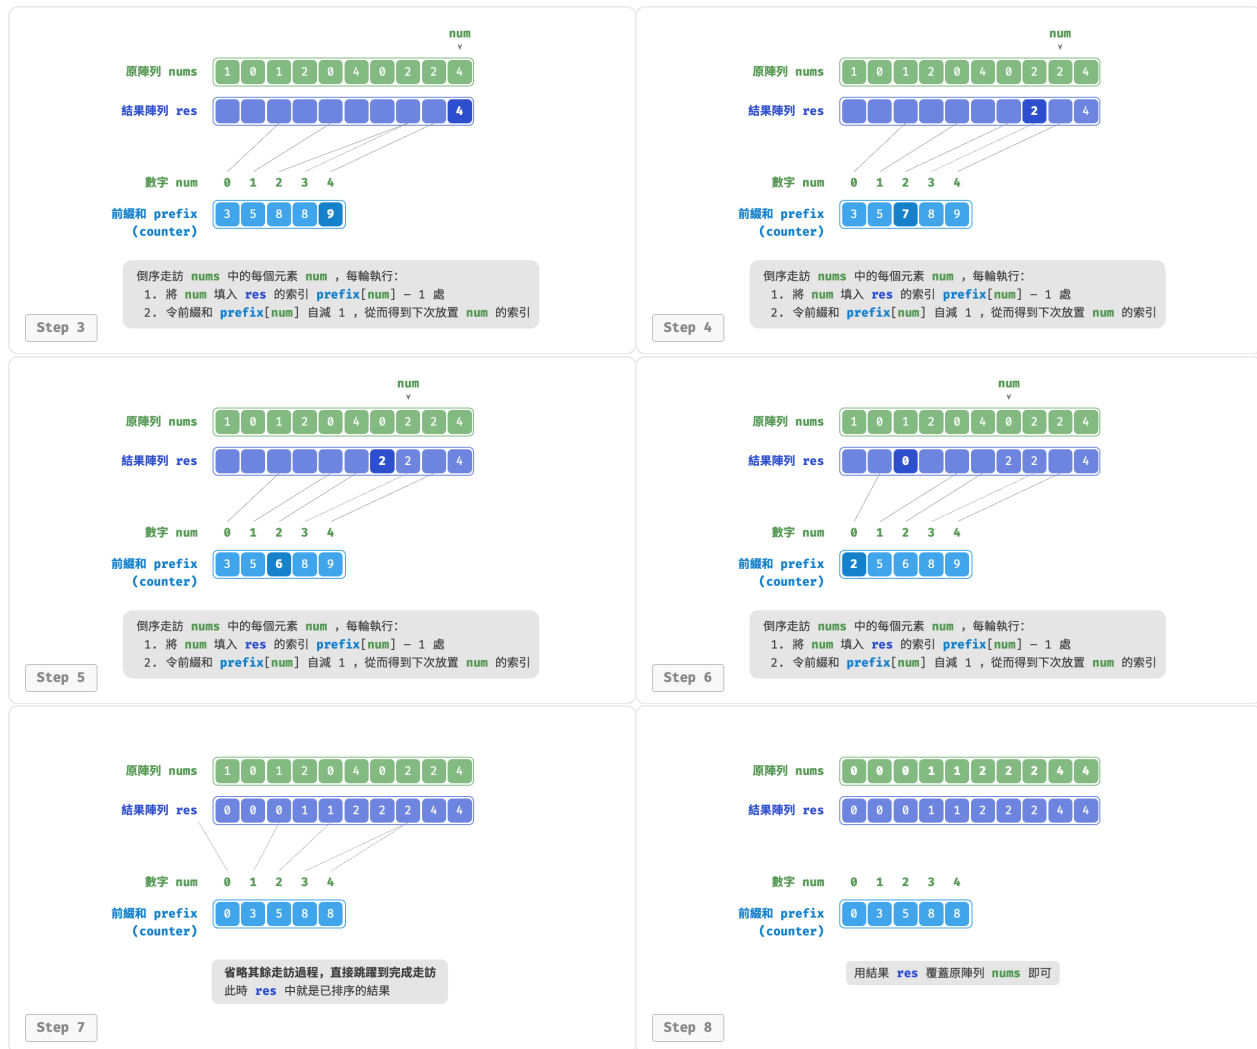 num
原陣列 nums 1 0 1 2 0 4 0 2 2 4
結果陣列 res 4
數字 num 0 1 2 3 4
前綴和 prefix 3 5 8 8 9
(counter)
倒序走訪 nums 中的每個元素 num ，每輪執行：
1. 將 num 填入 res 的索引 prefix[num] – 1 處
2. 令前綴和 prefix[num] 自減 1 ，從而得到下次放置 num 的索引
Step 3
num
原陣列 nums 1 0 1 2 0 4 0 2 2 4
結果陣列 res 2 4
數字 num 0 1 2 3 4
前綴和 prefix 3 5 7 8 9
(counter)
倒序走訪 nums 中的每個元素 num ，每輪執行：
1. 將 num 填入 res 的索引 prefix[num] – 1 處
2. 令前綴和 prefix[num] 自減 1 ，從而得到下次放置 num 的索引
Step 4
num
原陣列 nums 1 0 1 2 0 4 0 2 2 4
結果陣列 res 2 2 4
數字 num 0 1 2 3 4
前綴和 prefix 3 5 6 8 9
(counter)
倒序走訪 nums 中的每個元素 num ，每輪執行：
1. 將 num 填入 res 的索引 prefix[num] – 1 處
2. 令前綴和 prefix[num] 自減 1 ，從而得到下次放置 num 的索引
Step 5
num
原陣列 nums 1 0 1 2 0 4 0 2 2 4
結果陣列 res 0 2 2 4
數字 num 0 1 2 3 4
前綴和 prefix 2 5 6 8 9
(counter)
倒序走訪 nums 中的每個元素 num ，每輪執行：
1. 將 num 填入 res 的索引 prefix[num] – 1 處
2. 令前綴和 prefix[num] 自減 1 ，從而得到下次放置 num 的索引
Step 6
原陣列 nums 1 0 1 2 0 4 0 2 2 4
結果陣列 res 0 0 0 1 1 2 2 2 4 4
數字 num 0 1 2 3 4
前綴和 prefix 0 3 5 8 8
(counter)
省略其餘走訪過程，直接跳躍到完成走訪
此時 res 中就是已排序的結果
Step 7
原陣列 nums 0 0 0 1 1 2 2 2 4 4
結果陣列 res 0 0 0 1 1 2 2 2 4 4
數字 num 0 1 2 3 4
前綴和 prefix 0 3 5 8 8
(counter)
用結果 res 覆蓋原陣列 nums 即可
Step 8